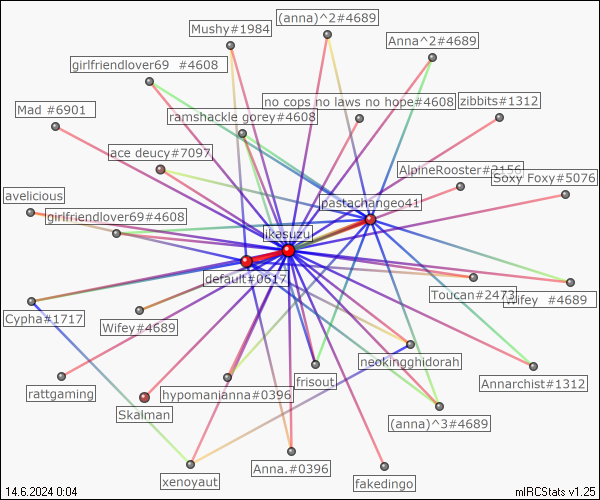 (anna)^2#4689
Mushy#1984
Anna^2#4689
girlfriendlover69 #4608
no cops no laws no hope#4608
zibbits#1312
Mad #6901
ramshackle gorey#4608
ace deucy#7097
AlpineRooster#2156
Soxy Foxy#5076
avelicious
pastachangeo41
girlfriendlover69#4608
ikasuzu
default#0617
Toucan#2473
Wifey #4689
Cypha#1717
Wifey#4689
neokingghidorah
rattgaming
hypomanianna#0396
frisout
Annarchist#1312
Skalman
(anna)^3#4689
Anna.#0396
xenoyaut
fakedingo
14.6.2024 0:04
mIRCStats v1.25